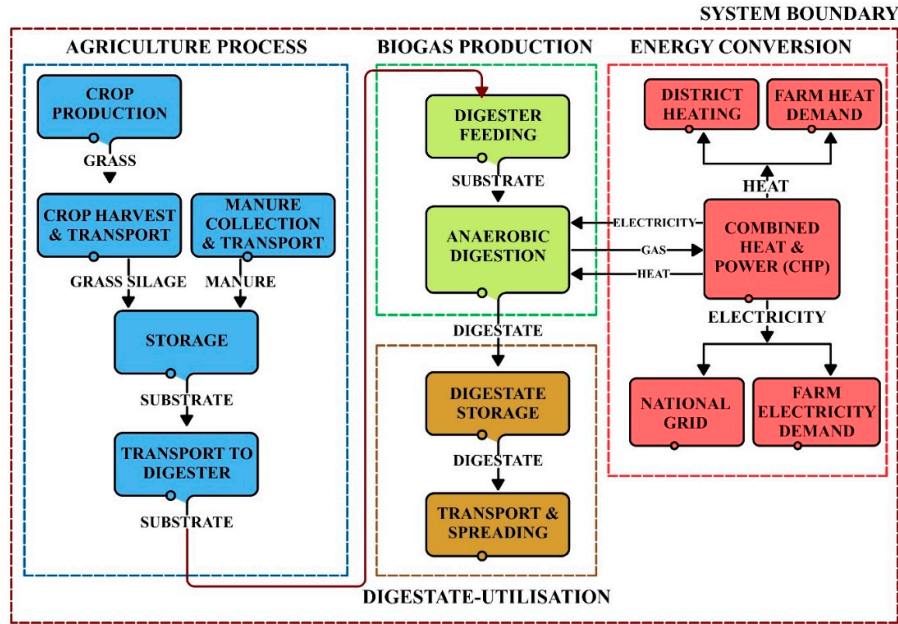 SYSTEM BOUNDARY
AGRICULTURE PROCESS
CROP
PRODUCTION
GRASS
CROP HARVEST
& TRANSPORT
MANURE
COLLECTION
& TRANSPORT
GRASS SILAGE
MANURE
STORAGE
SUBSTRATE
TRANSPORT TO
DIGESTER
SUBSTRATE
BIOGAS PRODUCTION
DIGESTER
FEEDING
SUBSTRATE
ANAEROBIC
DIGESTION
ELECTRICITY
GAS
HEAT
DIGESTATE
DIGESTATE
STORAGE
DIGESTATE
TRANSPORT &
SPREADING
DIGESTATE-UTILISATION
ENERGY CONVERSION
DISTRICT
HEATING
FARM HEAT
DEMAND
HEAT
COMBINED
HEAT &
POWER (CHP)
ELECTRICITY
NATIONAL
GRID
FARM
ELECTRICITY
DEMAND